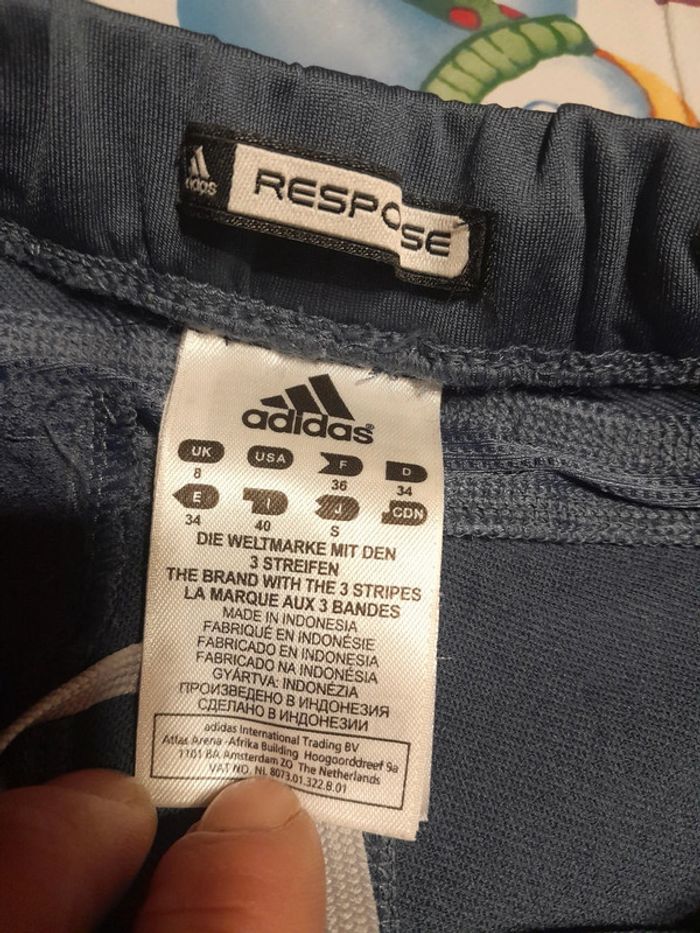 adidas
RESPO SE
adidas®
UK USA F D
8 36 34
E I J CDN
34 40 S
DIE WELTMARKE MIT DEN
3 STREIFEN
THE BRAND WITH THE 3 STRIPES
LA MARQUE AUX 3 BANDES
MADE IN INDONESIA
FABRIQUÉ EN INDONÉSIE
FABRICADO EN INDONESIA
FABRICADO NA INDONÉSIA
GYÁRTVA: INDONÉZIA
ПРОИЗВЕДЕНО В ИНДОНЕЗИЯ
СДЕЛАНО В ИНДОНЕЗИИ
adidas International Trading BV
Atlas Arena -Afrika Building Hoogoorddreef 9a
1101 BA Amsterdam ZO The Netherlands
VAT NO. NL 8073.01.322.B.01